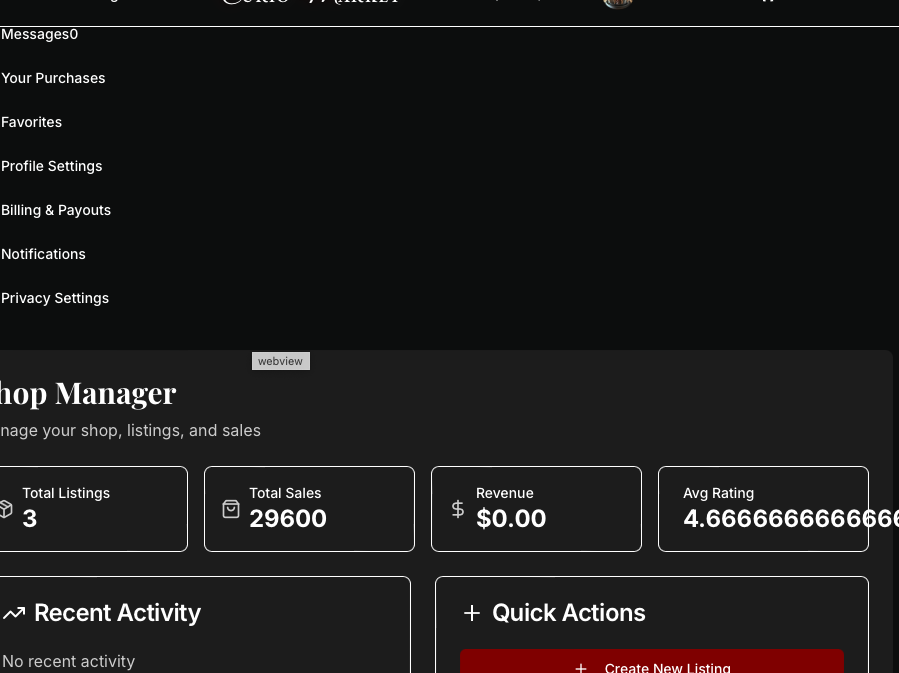 Messages0
Your Purchases
Favorites
Profile Settings
Billing & Payouts
Notifications
Privacy Settings
webview
hop Manager
nage your shop, listings, and sales
Total Listings
3
Total Sales
29600
Revenue
$0.00
Avg Rating
4.6666666666666
Recent Activity
No recent activity
Quick Actions
Create New Listing